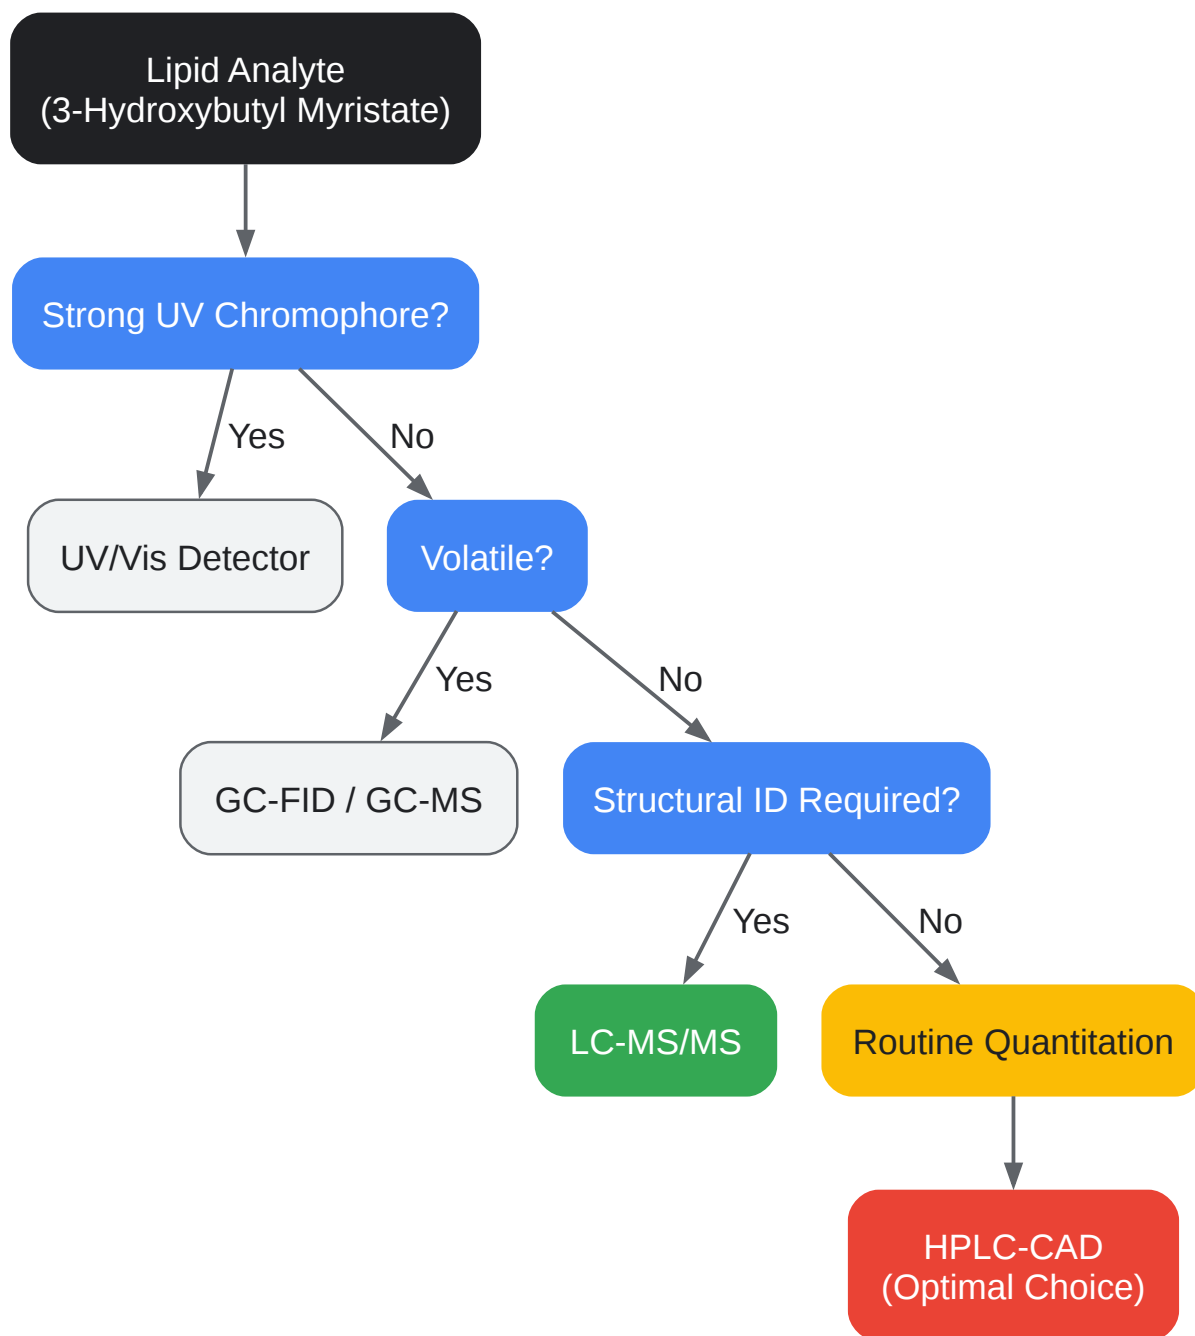 Lipid Analyte
(3-Hydroxybutyl Myristate)
Strong UV Chromophore?
Yes
No
UV/Vis Detector
Volatile?
Yes
No
GC-FID / GC-MS
Structural ID Required?
Yes
No
LC-MS/MS
Routine Quantitation
HPLC-CAD
(Optimal Choice)